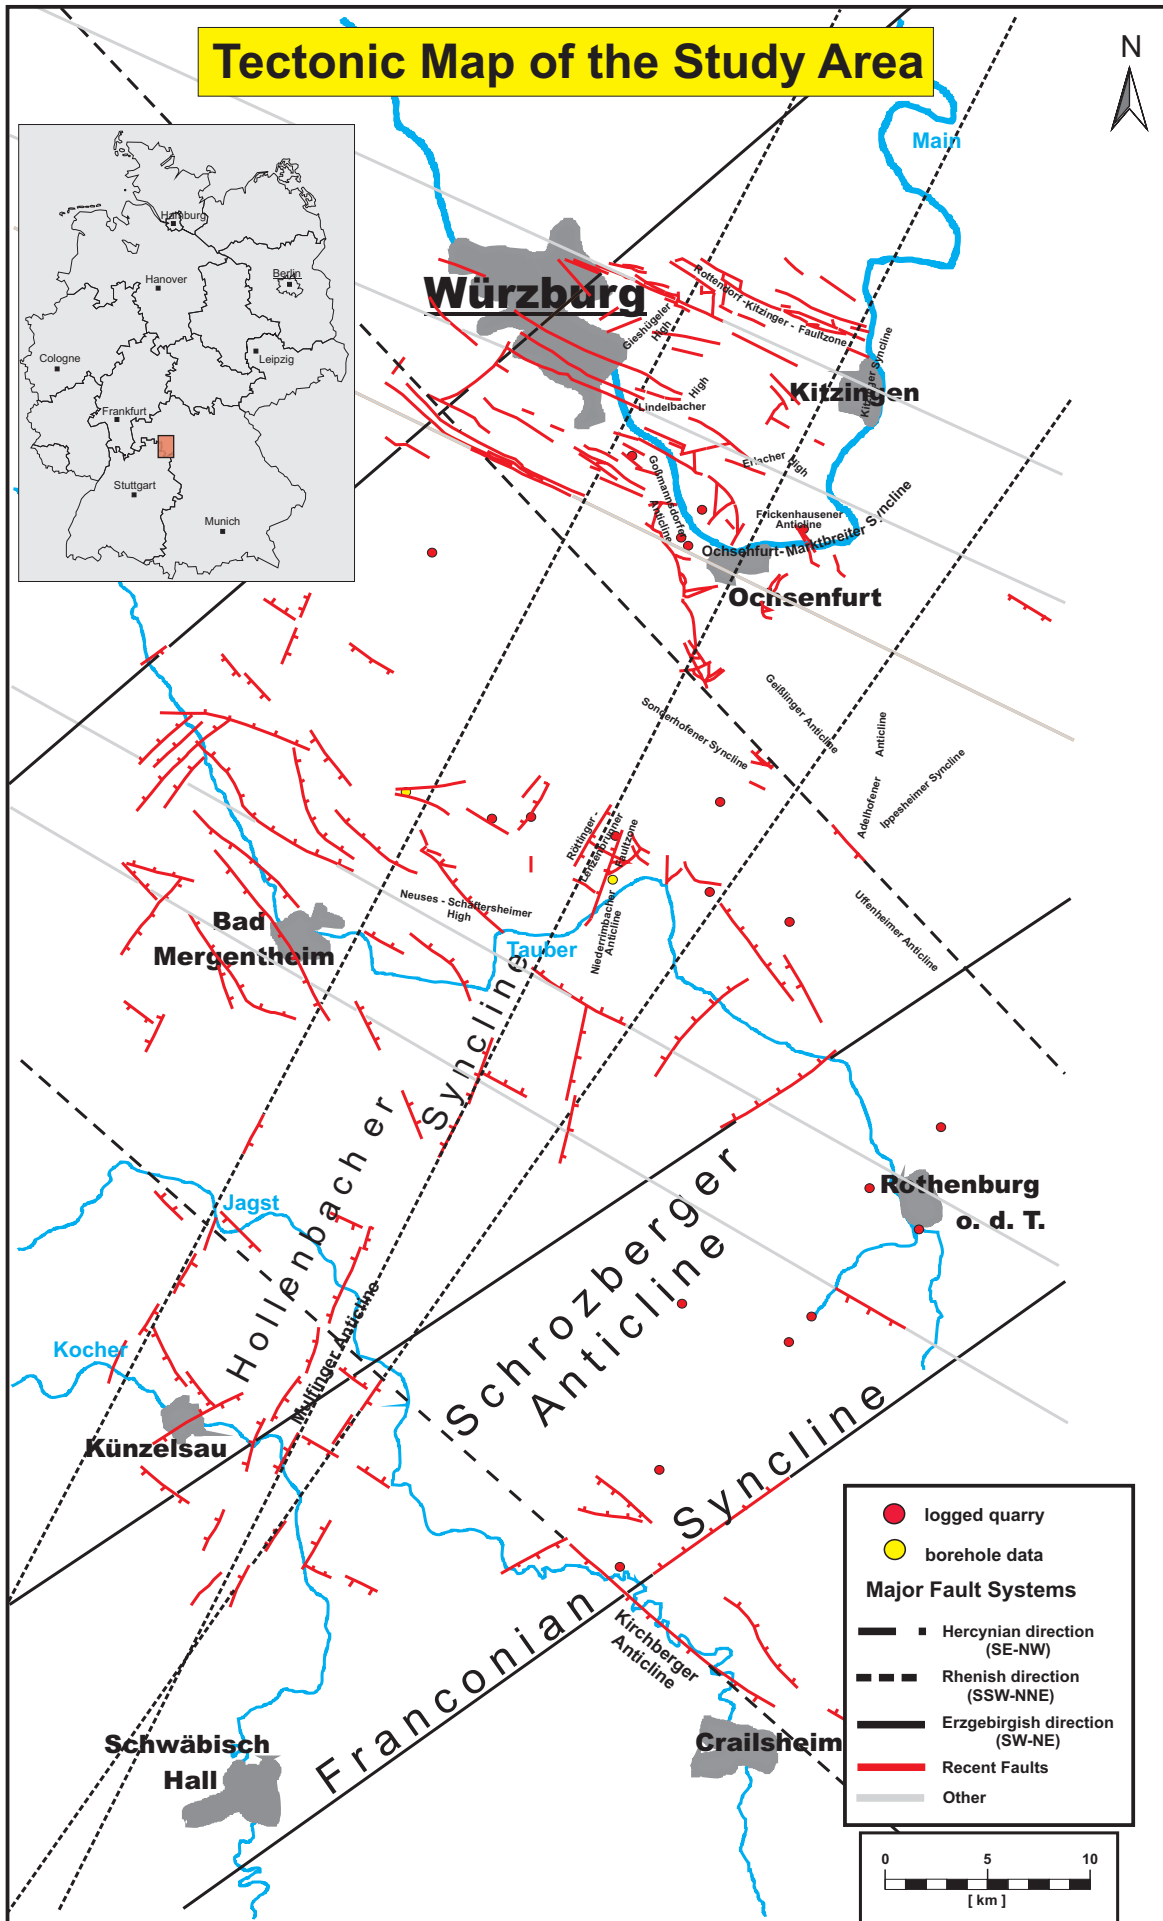 Tectonic Map of the Study Area
N
Main
Hamburg
Hanover
Berlin
Cologne
Leipzig
Frankfurt
Stuttgart
Munich
Würzburg
Rottendorf-Kitzinger - Faultzone
Gieshügeler
High
Kitzinger Syncline
Kitzingen
Lindelbacher
High
Erlacher High
Goßmannsdorfer
Anticline
Frickenhausener
Anticline
Ochsenfurt-Marktbreiter Syncline
Ochsenfurt
Sonderhofener Syncline
Geißlinger Anticline
Adelhofener
Anticline
Ippesheimer Syncline
Uffenheimer Anticline
Röttinger -
Lenzenbrunner
Faultzone
Neuses - Schäftersheimer
High
Niederrimbacher
Anticline
Tauber
Bad
Mergentheim
Hollenbacher
Syncline
Jagst
Kocher
Mulfinger Anticline
Künzelsau
Schrozberger
Anticline
Rothenburg
o. d. T.
Franconian Syncline
Kirchberger
Anticline
Schwäbisch
Hall
Crailsheim
logged quarry
borehole data
Major Fault Systems
Hercynian direction
(SE-NW)
Rhenish direction
(SSW-NNE)
Erzgebirgish direction
(SW-NE)
Recent Faults
Other
0 5 10
[ km ]